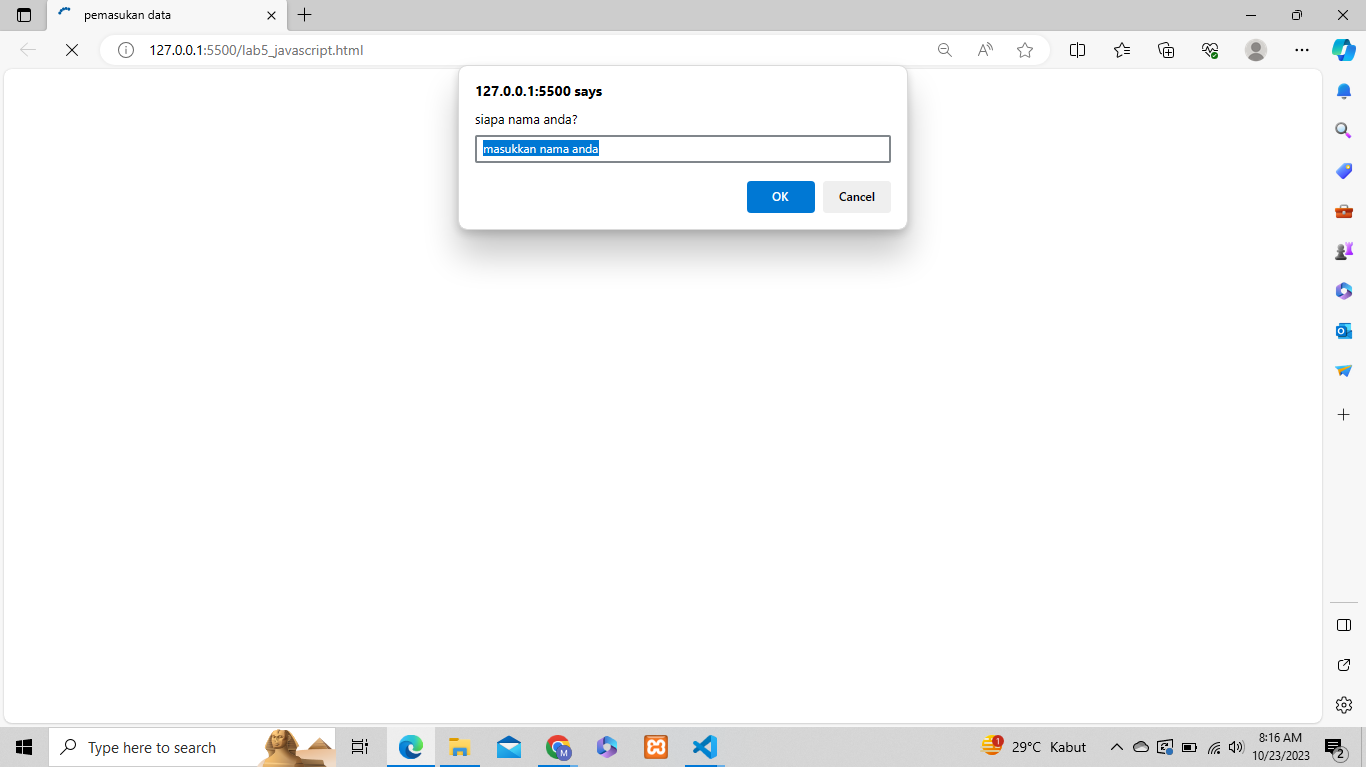 pemasukan data
127.0.0.1:5500/lab5_javascript.html
127.0.0.1:5500 says
siapa nama anda?
masukkan nama anda
OK
Cancel
Type here to search
M
1
29°C Kabut
8:16 AM
10/23/2023
2